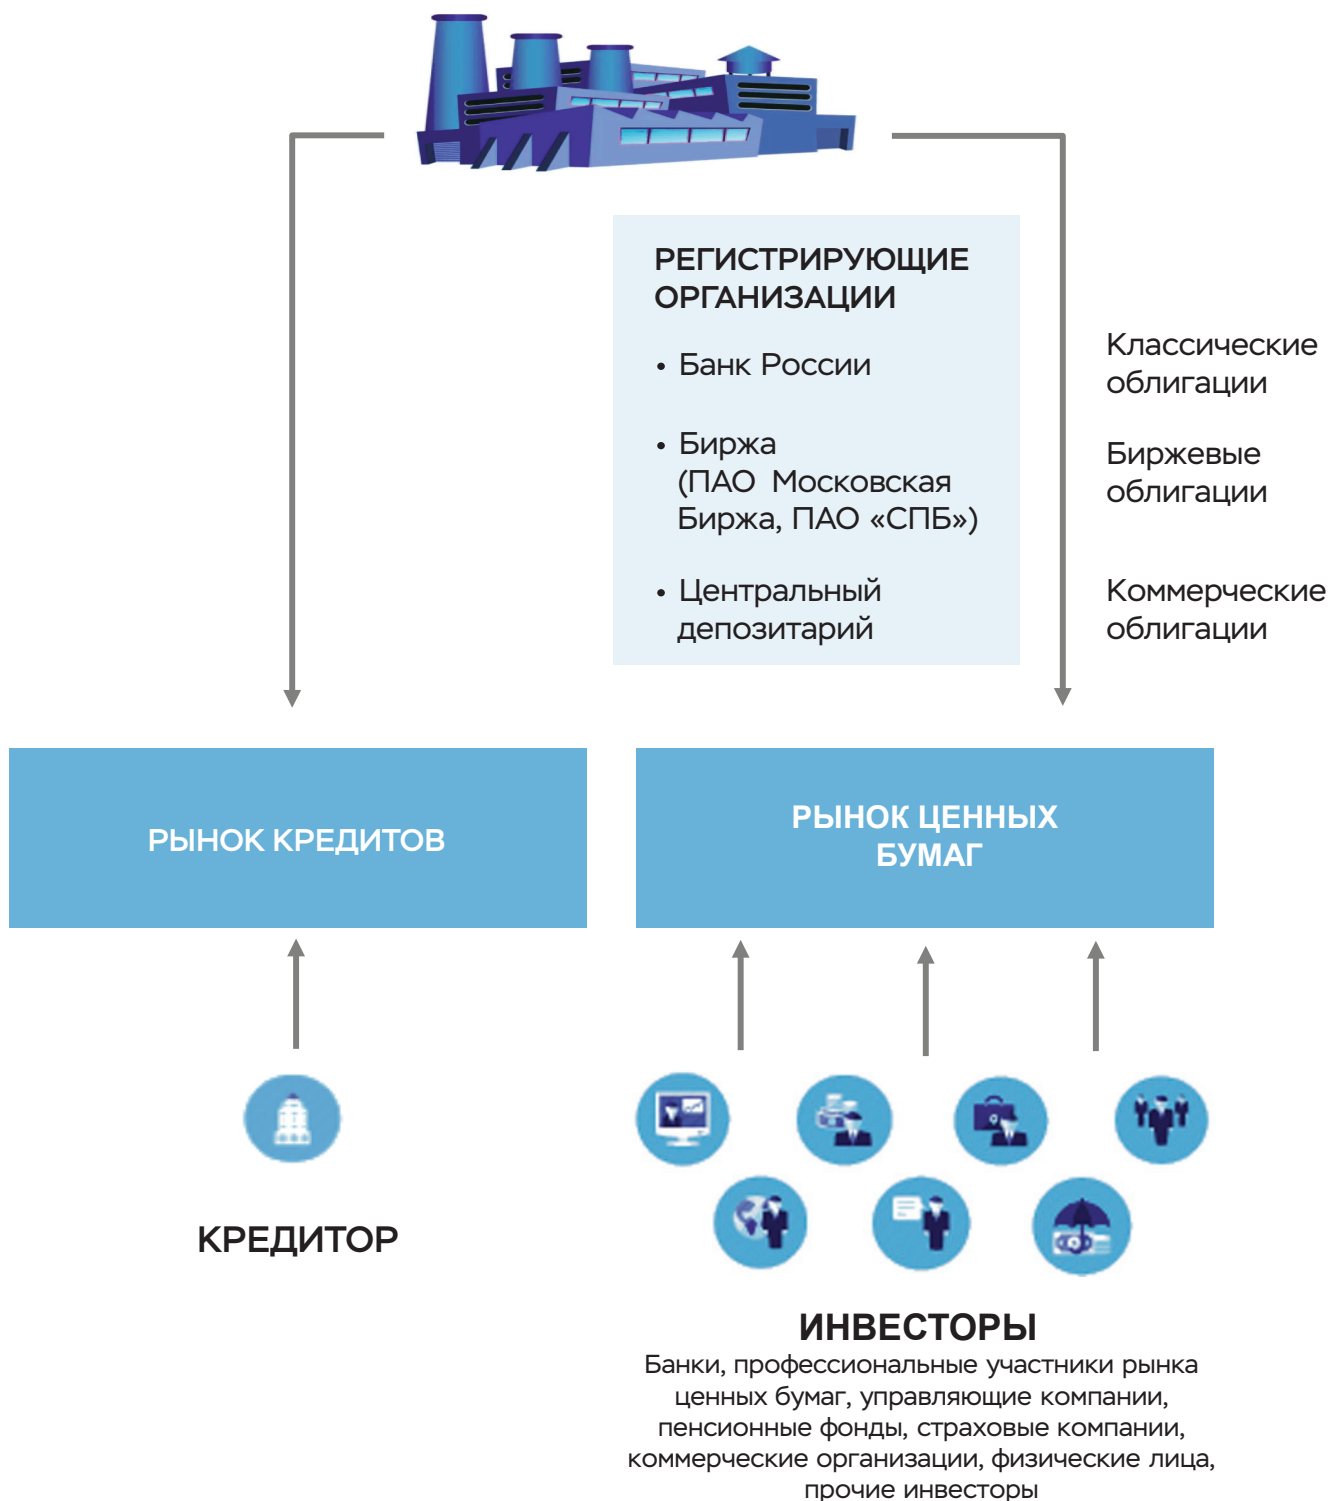 РЕГИСТРИРУЮЩИЕ
ОРГАНИЗАЦИИ
• Банк России
• Биржа
(ПАО Московская
Биржа, ПАО «СПБ»)
• Центральный
депозитарий
Классические
облигации
Биржевые
облигации
Коммерческие
облигации
РЫНОК КРЕДИТОВ
РЫНОК ЦЕННЫХ
БУМАГ
КРЕДИТОР
ИНВЕСТОРЫ
Банки, профессиональные участники рынка
ценных бумаг, управляющие компании,
пенсионные фонды, страховые компании,
коммерческие организации, физические лица,
прочие инвесторы